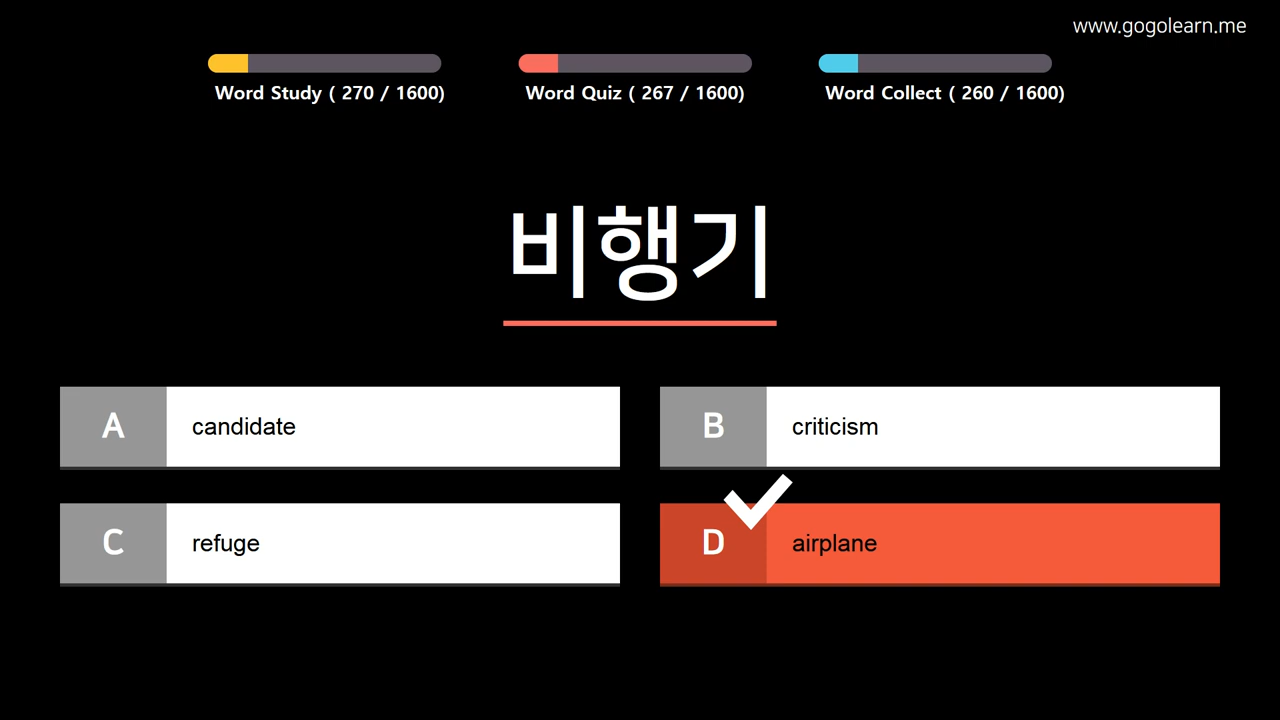 www.gogolearn.me
Word Study ( 270 / 1600)
Word Quiz ( 267 / 1600)
Word Collect ( 260 / 1600)
비행기
A candidate
B criticism
C refuge
D airplane